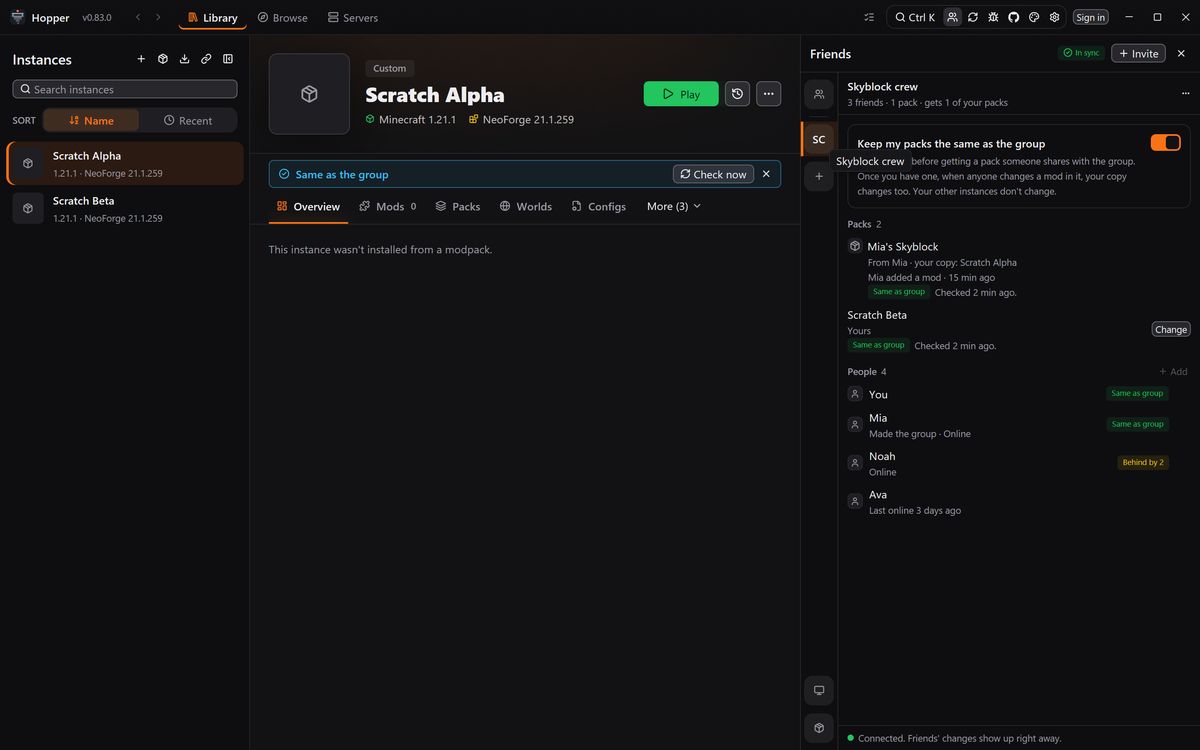 Hopper v0.83.0 Library Browse Servers Ctrl K Sign in
Instances
Search instances
SORT Name Recent
Scratch Alpha
1.21.1 · NeoForge 21.1.259
Scratch Beta
1.21.1 · NeoForge 21.1.259
Custom
Scratch Alpha
Minecraft 1.21.1 NeoForge 21.1.259
Play
Same as the group Check now
Overview Mods 0 Packs Worlds Configs More (3)
This instance wasn't installed from a modpack.
Friends In sync Invite
SC
Skyblock crew
3 friends · 1 pack · gets 1 of your packs
Keep my packs the same as the group
Skyblock crew
before getting a pack someone shares with the group.
Once you have one, when anyone changes a mod in it, your copy
changes too. Your other instances don't change.
Packs 2
Mia's Skyblock
From Mia · your copy: Scratch Alpha
Mia added a mod · 15 min ago
Same as group Checked 2 min ago.
Scratch Beta
Yours
Change
Same as group Checked 2 min ago.
People 4 + Add
You Same as group
Mia
Made the group · Online
Same as group
Noah
Online
Behind by 2
Ava
Last online 3 days ago
Connected. Friends' changes show up right away.